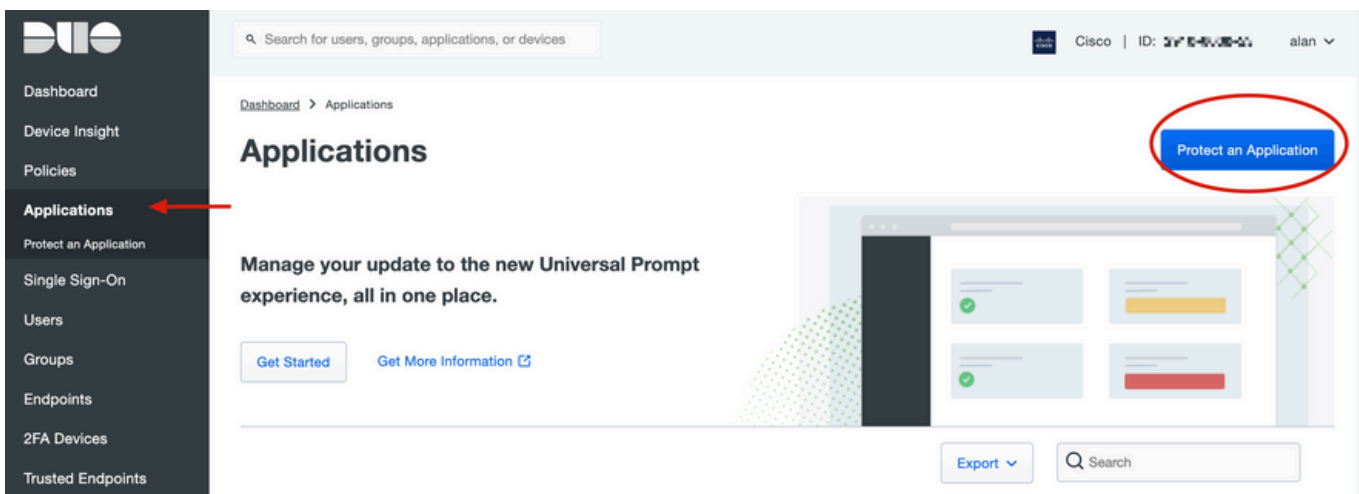 DUO
Search for users, groups, applications, or devices
Cisco | ID:
alan
Dashboard
Device Insight
Policies
Applications
Protect an Application
Single Sign-On
Users
Groups
Endpoints
2FA Devices
Trusted Endpoints
Dashboard > Applications
Applications
Protect an Application
Manage your update to the new Universal Prompt
experience, all in one place.
Get Started
Get More Information
Export
Search